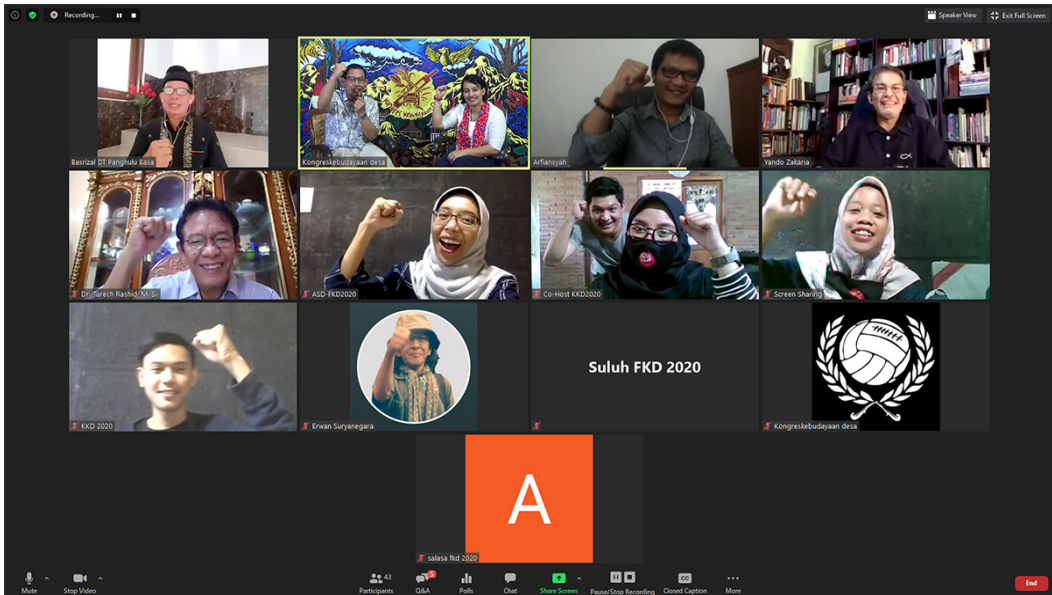 Recording...
Speaker View
Exit Full Screen
Basrizal DT Panghulu Basa
Kongreskebudayaan desa
Arfiansyah
Yando Zakaria
Dr. Tarech Rashid, M. S.
ASD-FKD2020
Co-Host KKD2020
Screen Sharing
KKD 2020
Erwan Suryanegara
Suluh FKD 2020
Kongreskebudayaan desa
A
salasa fkd 2020
Mute
Stop Video
Participants
43
Q&A
5
Polls
Chat
Share Screen
Pause/Stop Recording
CC
Closed Caption
More
End